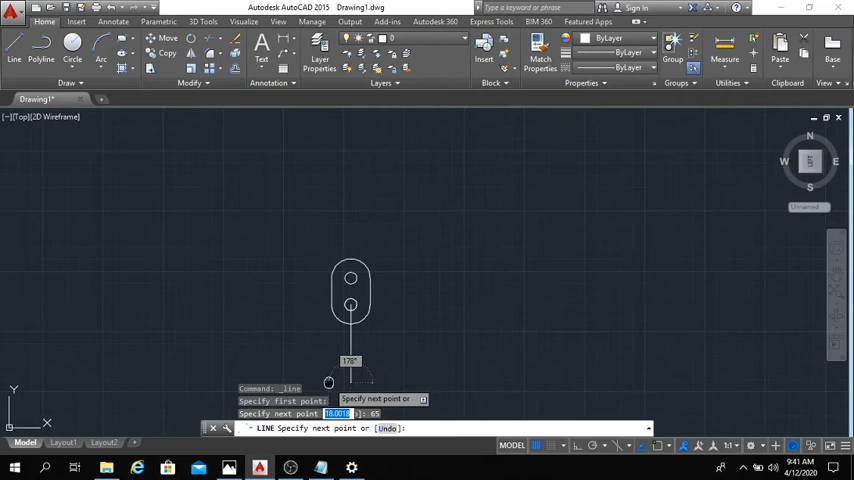 Autodesk AutoCAD 2015 Drawing1.dwg
Type a keyword or phrase
Sign In
Home Insert Annotate Parametric 3D Tools Visualize View Manage Output Add-ins Autodesk 360 Express Tools BIM 360 Featured Apps
Line Polyline Circle Arc
Move
Copy
Text
Layer Properties
0
Insert
Match Properties
ByLayer
ByLayer
ByLayer
Group
Measure
Paste
Base
Draw Modify Annotation Layers Block Properties Groups Utilities Clipboard View
Drawing1*
[−][Top][2D Wireframe]
N
W LEFT E
S
Unnamed
178°
Command: _line
Specify first point:
Specify next point or
Specify next point 18.0018 : 65
LINE Specify next point or [Undo]:
Y
X
Model Layout1 Layout2 +
MODEL 1:1
9:41 AM
4/12/2020